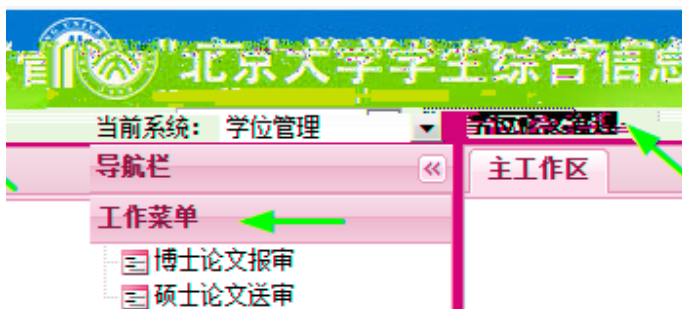 北京大学学生综合信息
当前系统： 学位管理
导航栏
主工作区
工作菜单
博士论文报审
硕士论文送审